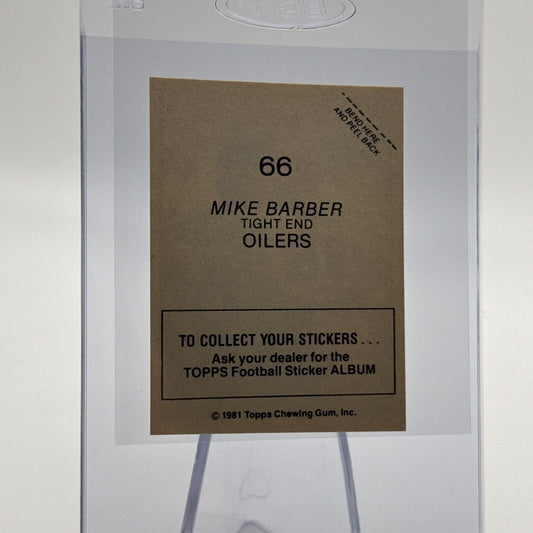 BEND HERE
AND PEEL BACK
66
MIKE BARBER
TIGHT END
OILERS
TO COLLECT YOUR STICKERS...
Ask your dealer for the
TOPPS Football Sticker ALBUM
© 1981 Topps Chewing Gum, Inc.